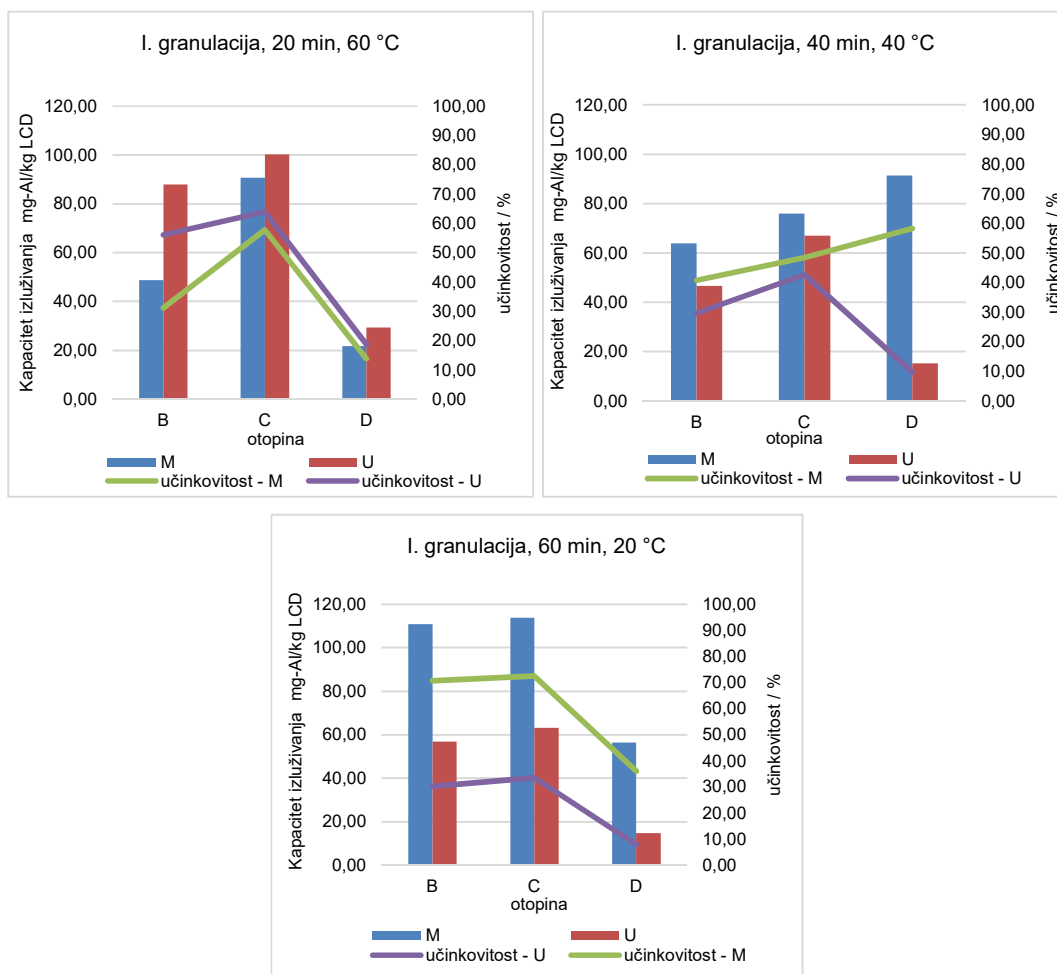 I. granulacija, 20 min, 60 °C
Kapacitet izluživanja mg-Al/kg LCD
120,00
100,00
80,00
60,00
40,00
20,00
0,00
100,00
90,00
80,00
70,00
60,00
50,00
40,00
30,00
20,00
10,00
0,00
učinkovitost / %
B C D
otopina
M U
učinkovitost - M učinkovitost - U
I. granulacija, 40 min, 40 °C
Kapacitet izluživanja mg-Al/kg LCD
120,00
100,00
80,00
60,00
40,00
20,00
0,00
100,00
90,00
80,00
70,00
60,00
50,00
40,00
30,00
20,00
10,00
0,00
učinkovitost / %
B C D
otopina
M U
učinkovitost - M učinkovitost - U
I. granulacija, 60 min, 20 °C
Kapacitet izluživanja mg-Al/kg LCD
120,00
100,00
80,00
60,00
40,00
20,00
0,00
100,00
90,00
80,00
70,00
60,00
50,00
40,00
30,00
20,00
10,00
0,00
učinkovitost / %
B C D
otopina
M U
učinkovitost - U učinkovitost - M